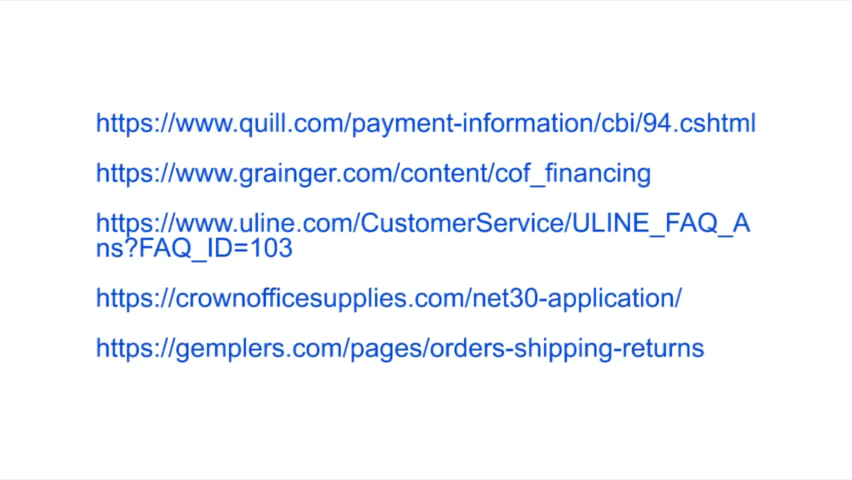 https://www.quill.com/payment-information/cbi/94.cshtml
https://www.grainger.com/content/cof_financing
https://www.uline.com/CustomerService/ULINE_FAQ_A
ns?FAQ_ID=103
https://crownofficesupplies.com/net30-application/
https://gemplers.com/pages/orders-shipping-returns